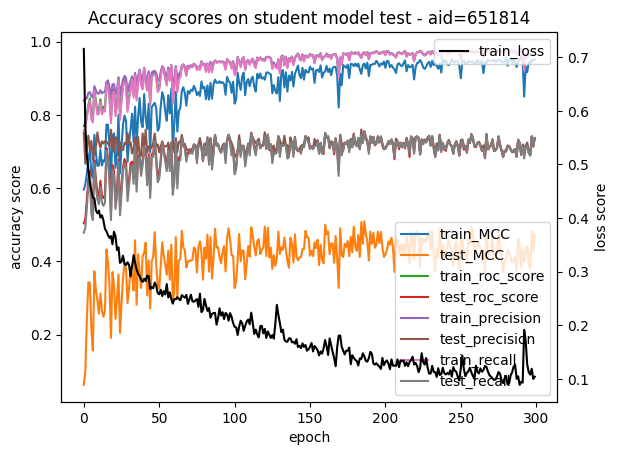 Accuracy scores on student model test - aid=651814
1.0
0.8
0.6
0.4
0.2
accuracy score
0.7
0.6
0.5
0.4
0.3
0.2
0.1
loss score
train_loss
train_MCC
test_MCC
train_roc_score
test_roc_score
train_precision
test_precision
train_recall
test_recall
0 50 100 150 200 250 300
epoch